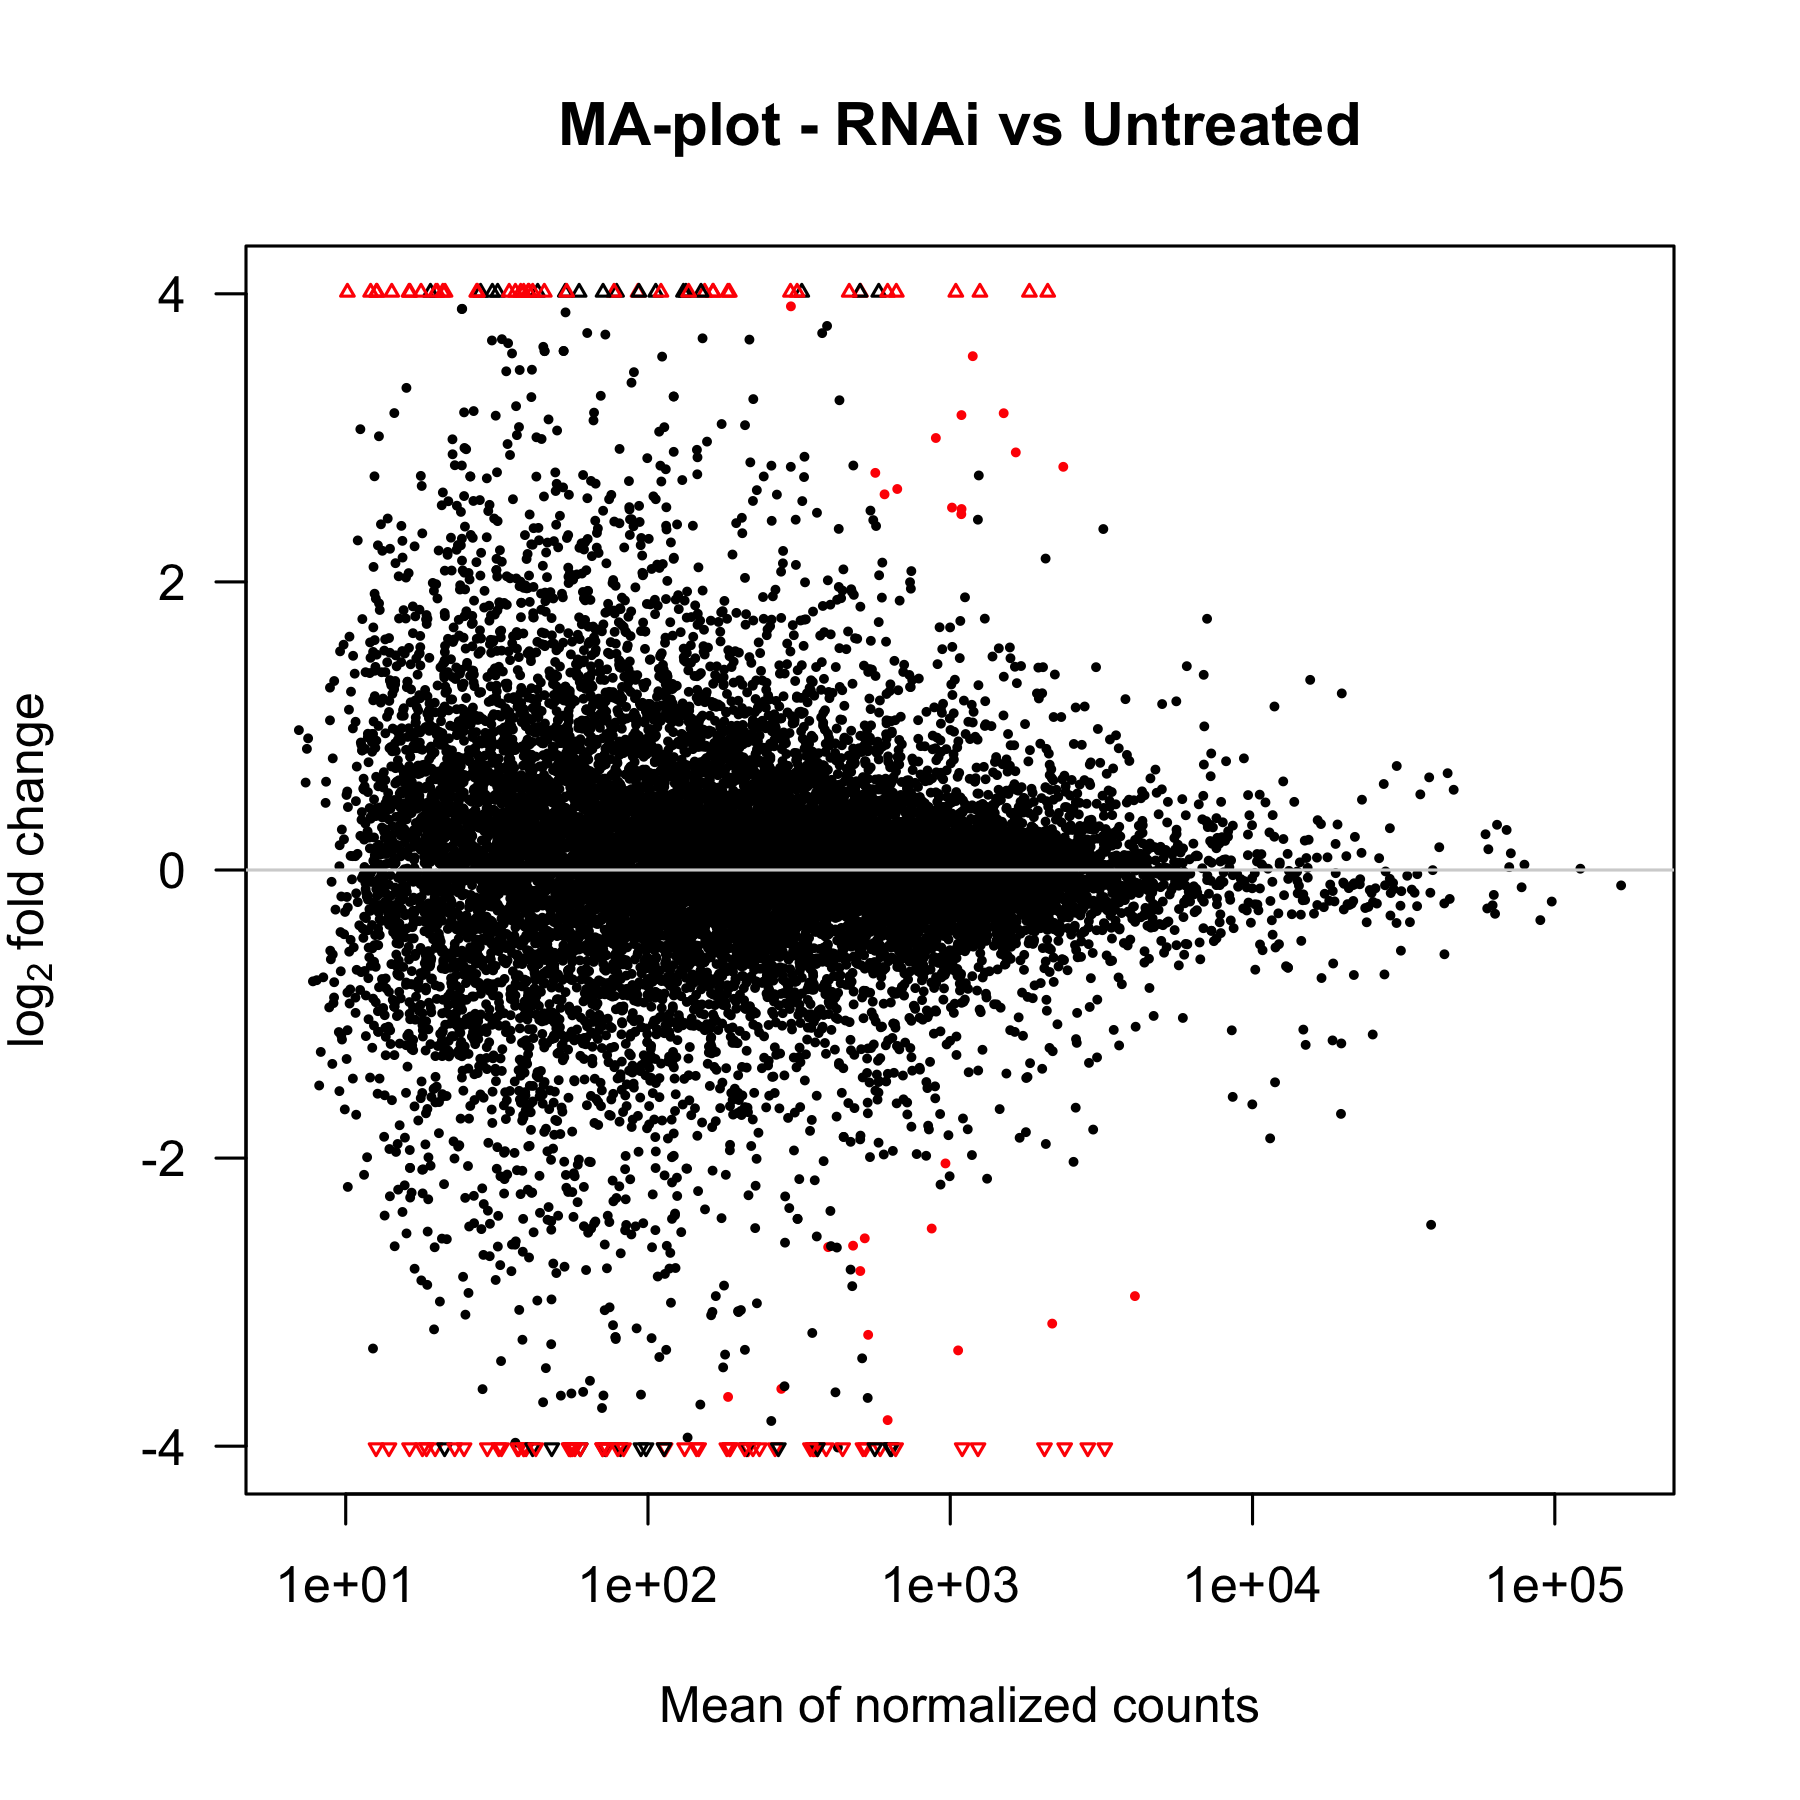 MA-plot - RNAi vs Untreated
log2 fold change
4
2
0
-2
-4
1e+01 1e+02 1e+03 1e+04 1e+05
Mean of normalized counts